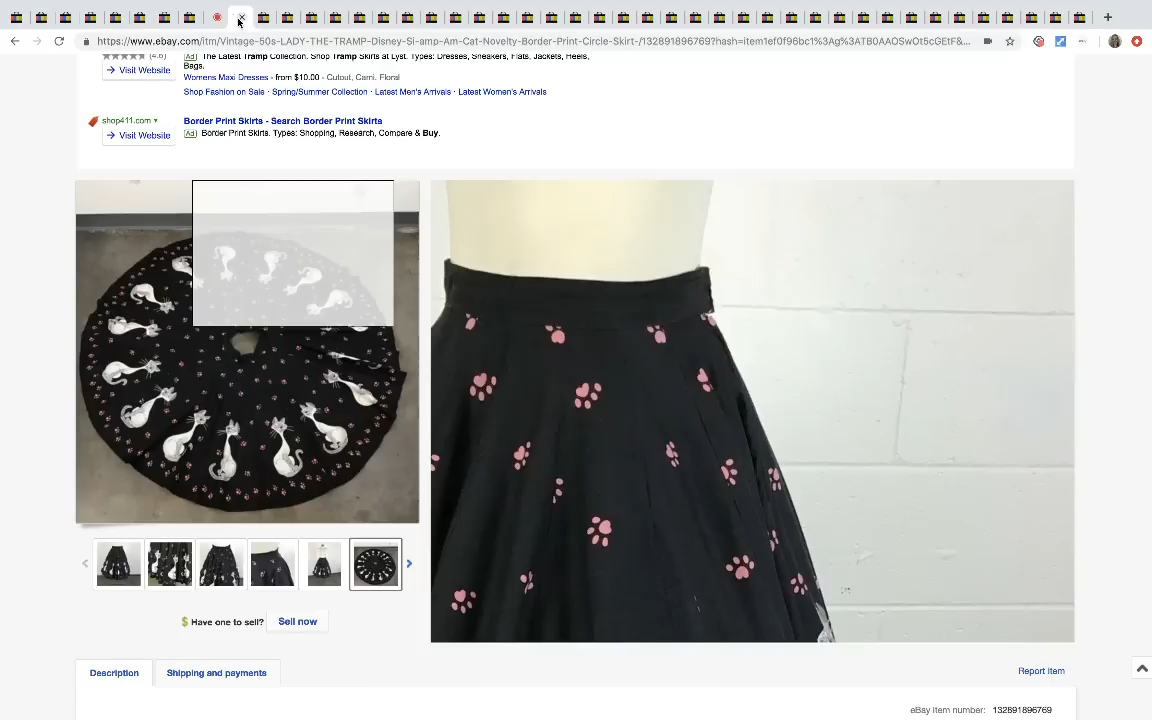 https://www.ebay.com/itm/Vintage-50s-LADY-THE-TRAMP-Disney-Si-amp-Am-Cat-Novelty-Border-Print-Circle-Skirt-/132891896769?hash=item1ef0f96bc1%3Ag%3ATB0AAOSwOt5cGEtF&...
(4.6)
Visit Website
Ad The Latest Tramp Collection. Shop Tramp Skirts at Lyst. Types: Dresses, Sneakers, Flats, Jackets, Heels,
Bags.
Womens Maxi Dresses - from $10.00 - Cutout, Cami, Floral
Shop Fashion on Sale · Spring/Summer Collection · Latest Men's Arrivals · Latest Women's Arrivals
shop411.com
Visit Website
Border Print Skirts - Search Border Print Skirts
Ad Border Print Skirts. Types: Shopping, Research, Compare & Buy.
Have one to sell? Sell now
Description
Shipping and payments
Report item
eBay item number: 132891896769